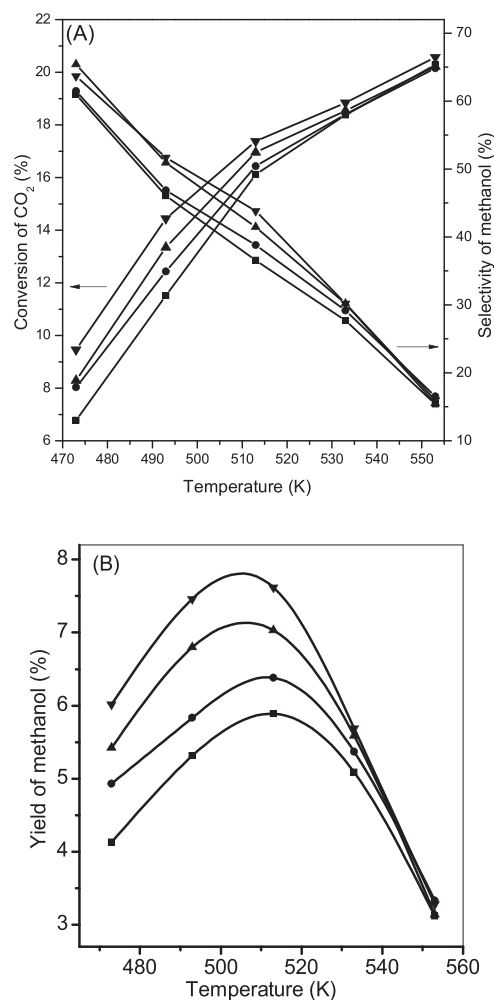 (A)
22
20
18
16
14
12
10
8
6
Conversion of CO₂ (%)
70
60
50
40
30
20
10
Selectivity of methanol (%)
470 480 490 500 510 520 530 540 550
Temperature (K)
(B)
8
7
6
5
4
3
Yield of methanol (%)
480 500 520 540 560
Temperature (K)